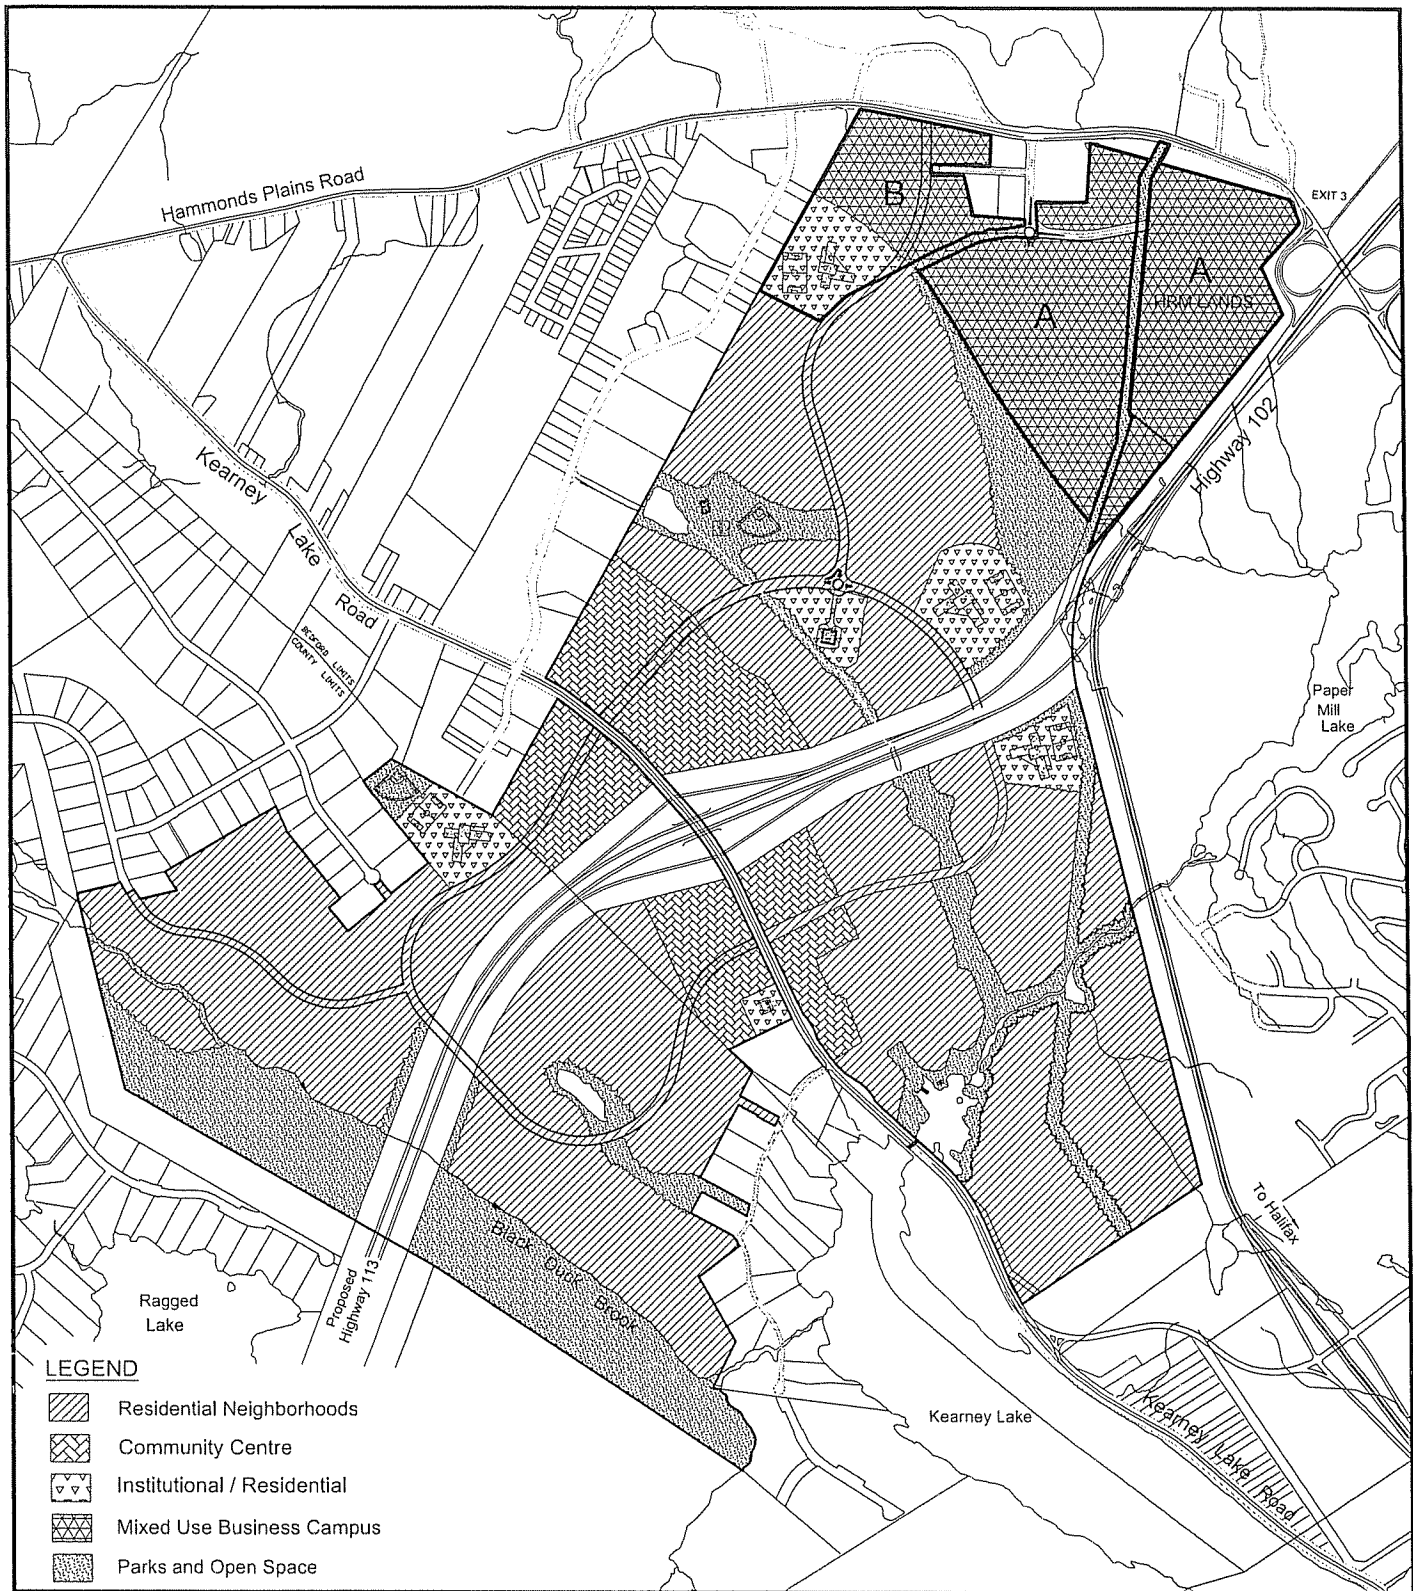 Hammonds Plains Road
EXIT 3
B
A
A
HRM LANDS
Highway 102
Kearney
Lake
Road
BEDFORD LIMITS
COUNTY LIMITS
Paper
Mill
Lake
To Halifax
Black Duck Brook
Proposed
Highway 113
Ragged
Lake
Kearney Lake
Kearney Lake Road
LEGEND
Residential Neighborhoods
Community Centre
Institutional / Residential
Mixed Use Business Campus
Parks and Open Space